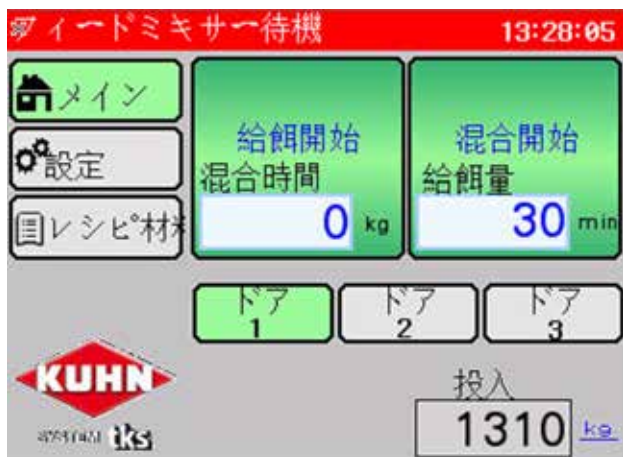 フィードミキサー待機 13:28:05
メイン
設定
レシピ材料
給餌開始
混合時間
0 kg
混合開始
給餌量
30 min
ドア
1
ドア
2
ドア
3
KUHN
tks
投入
1310 kg